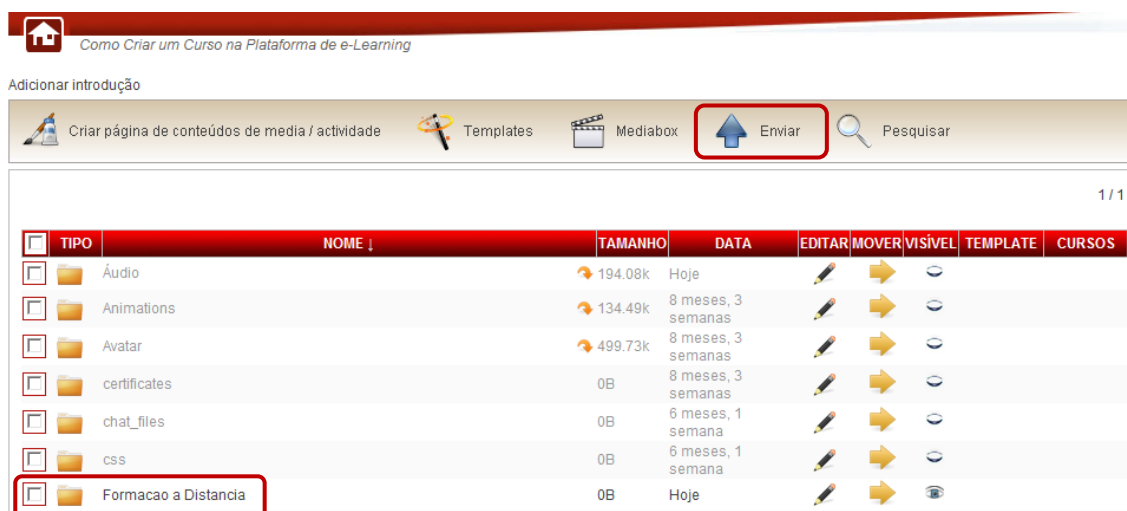 Como Criar um Curso na Plataforma de e-Learning
Adicionar introdução
Criar página de conteúdos de media / actividade Templates Mediabox Enviar Pesquisar
1 / 1
TIPO NOME ↓ TAMANHO DATA EDITAR MOVER VISÍVEL TEMPLATE CURSOS
Áudio 194.08k Hoje
Animations 134.49k 8 meses, 3
semanas
Avatar 499.73k 8 meses, 3
semanas
certificates 0B 8 meses, 3
semanas
chat_files 0B 6 meses, 1
semana
css 0B 6 meses, 1
semana
Formacao a Distancia 0B Hoje